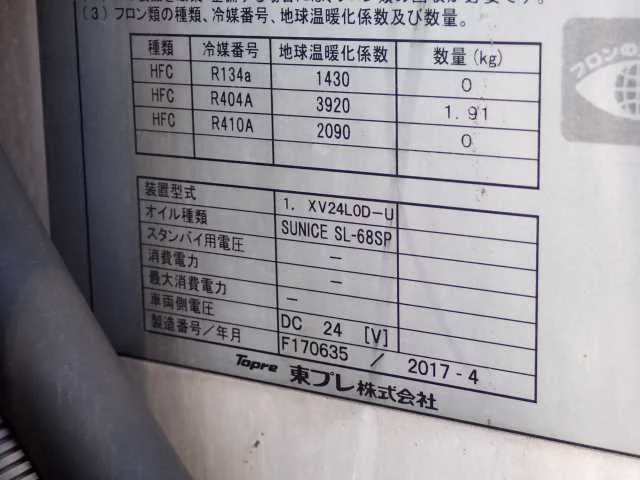 (3) フロン類の種類、冷媒番号、地球温暖化係数及び数量。
種類 冷媒番号 地球温暖化係数 数量(kg)
HFC R134a 1430 0
HFC R404A 3920 1.91
HFC R410A 2090 0
フロンの
装置型式 1. XV24LOD-U
オイル種類 SUNICE SL-68SP
スタンバイ用電圧 －
消費電力 －
最大消費電力 －
車両側電圧 DC 24 [V]
製造番号/年月 F170635 / 2017-4
Topre 東プレ株式会社